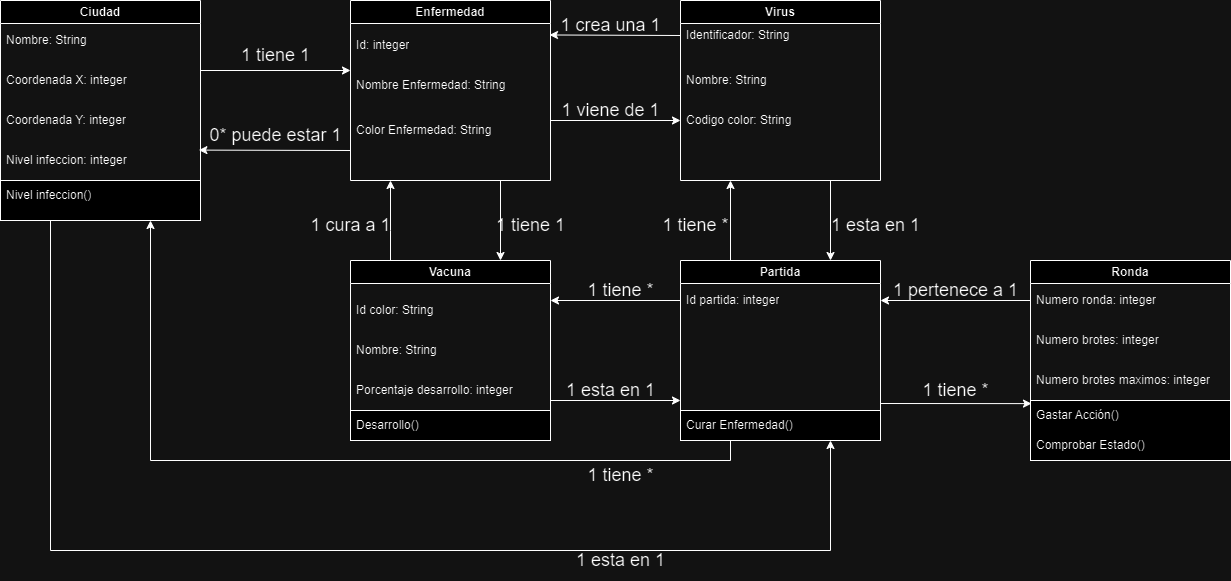 Ciudad
Nombre: String
Coordenada X: integer
Coordenada Y: integer
Nivel infeccion: integer
Nivel infeccion()
1 tiene 1
0* puede estar 1
Enfermedad
Id: integer
Nombre Enfermedad: String
Color Enfermedad: String
1 crea una 1
1 viene de 1
Virus
Identificador: String
Nombre: String
Codigo color: String
1 cura a 1
1 tiene 1
1 tiene *
1 esta en 1
Vacuna
Id color: String
Nombre: String
Porcentaje desarrollo: integer
Desarrollo()
1 tiene *
1 esta en 1
Partida
Id partida: integer
Curar Enfermedad()
1 pertenece a 1
1 tiene *
Ronda
Numero ronda: integer
Numero brotes: integer
Numero brotes maximos: integer
Gastar Acción()
Comprobar Estado()
1 tiene *
1 esta en 1